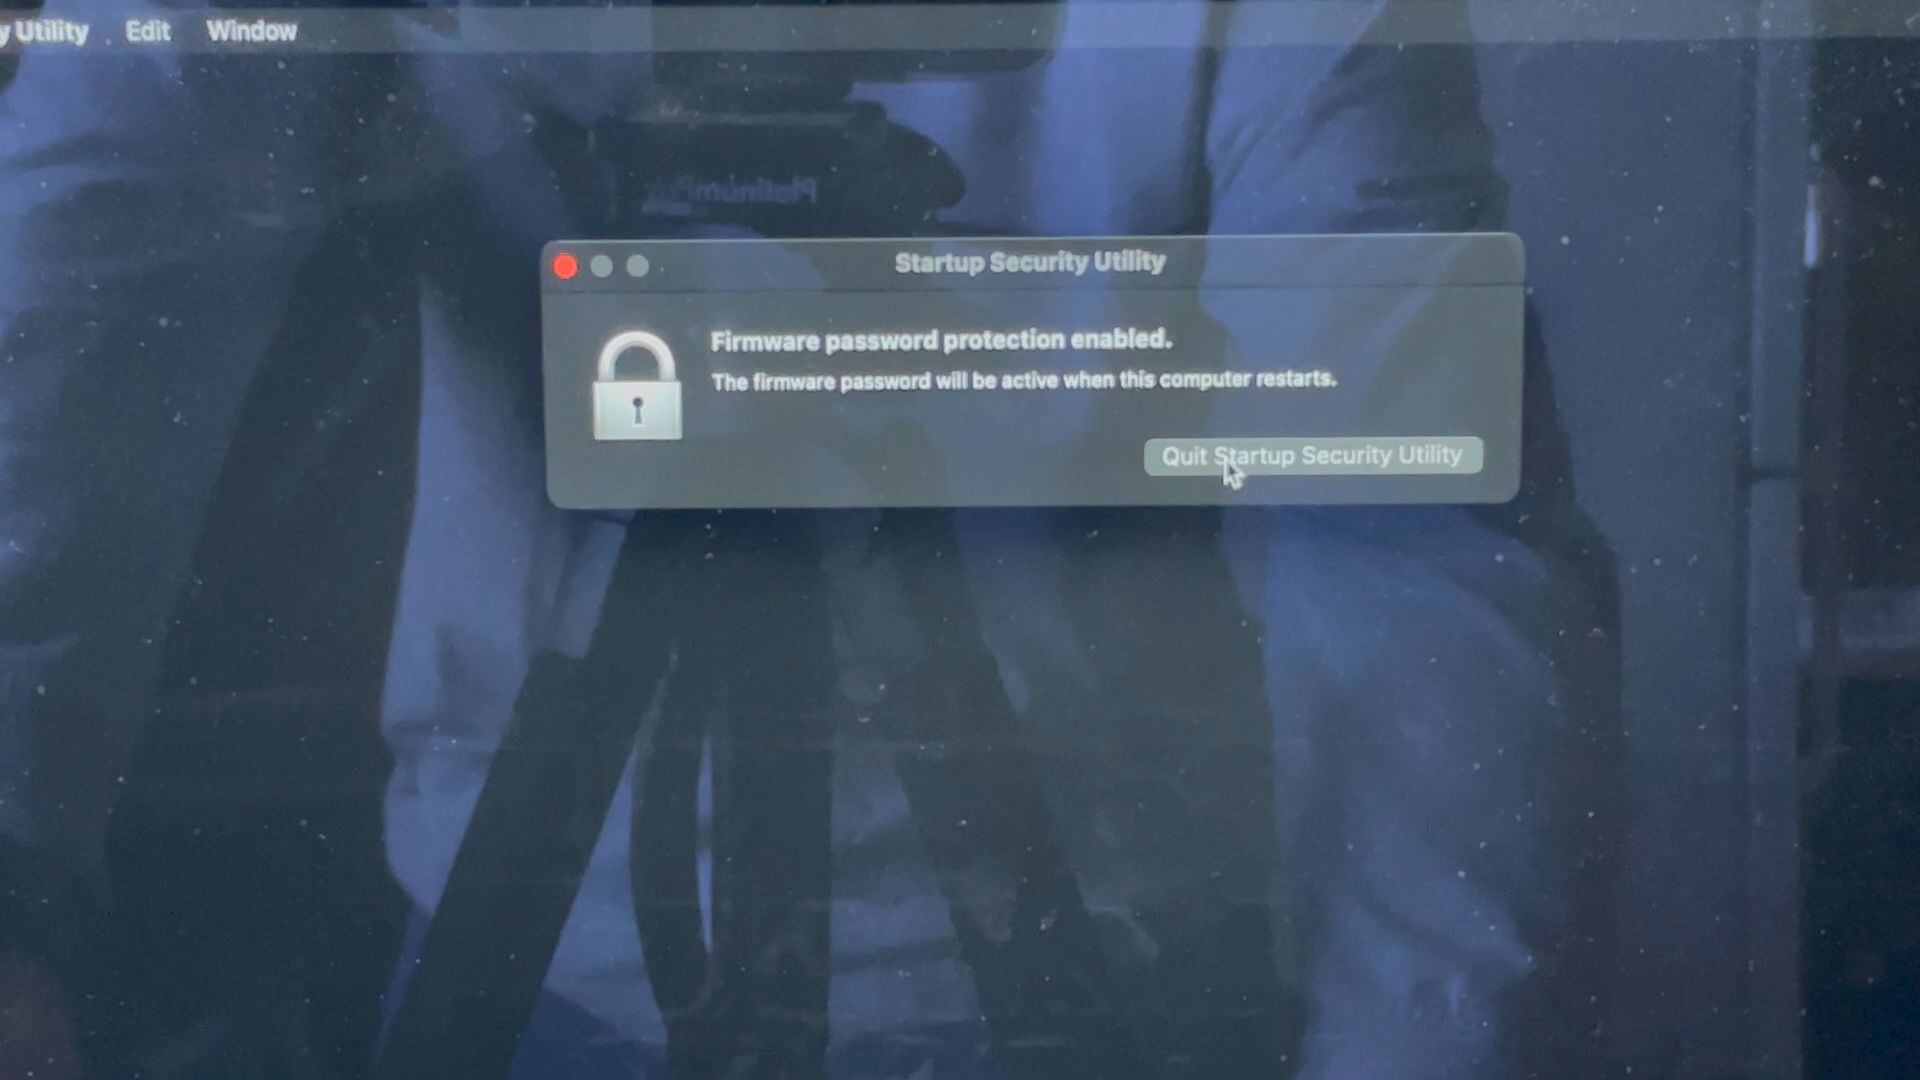 y Utility Edit Window
Platinum
Startup Security Utility
Firmware password protection enabled.
The firmware password will be active when this computer restarts.
Quit Startup Security Utility